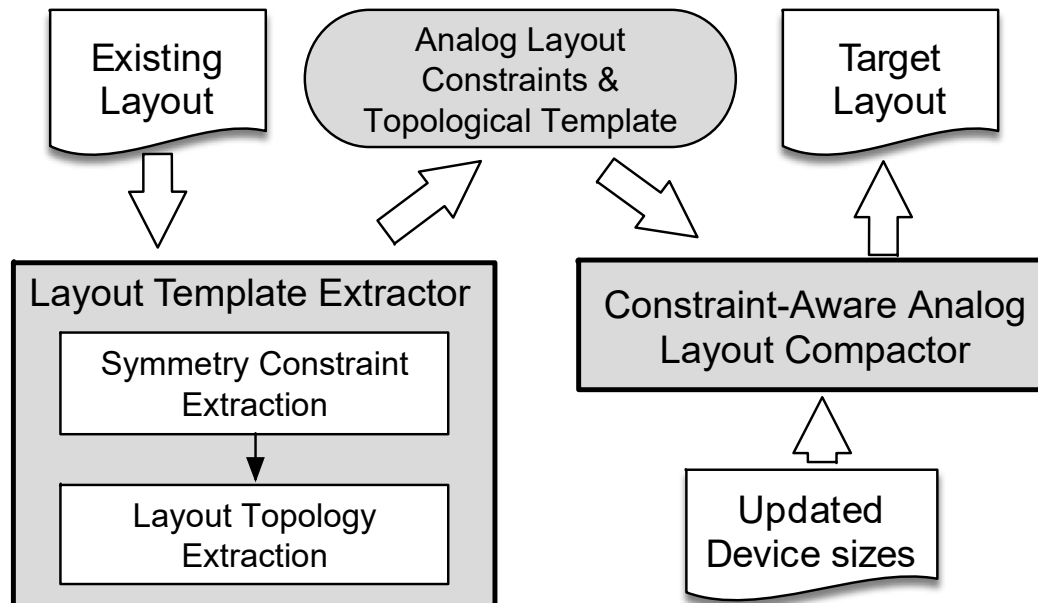 Existing
Layout
Analog Layout
Constraints &
Topological Template
Target
Layout
Layout Template Extractor
Symmetry Constraint
Extraction
Layout Topology
Extraction
Constraint-Aware Analog
Layout Compactor
Updated
Device sizes